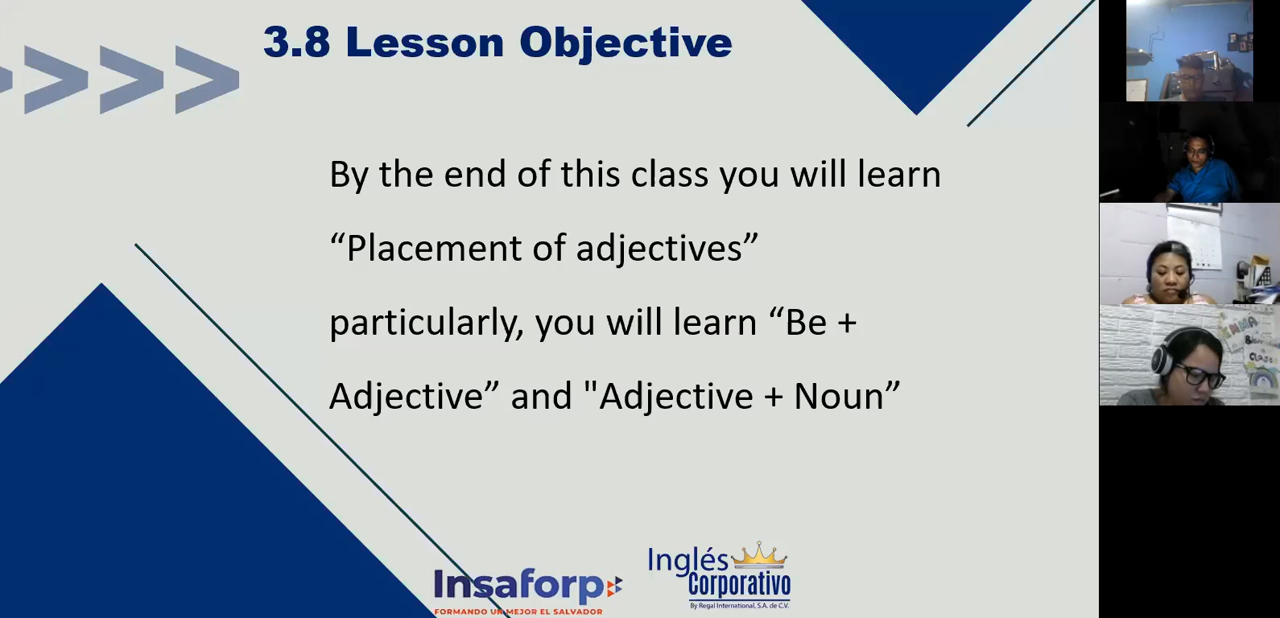 3.8 Lesson Objective
By the end of this class you will learn
“Placement of adjectives”
particularly, you will learn “Be +
Adjective” and "Adjective + Noun”
Insaforp
FORMANDO UN MEJOR EL SALVADOR
Inglés
Corporativo
By Regal International, S.A. de C.V.